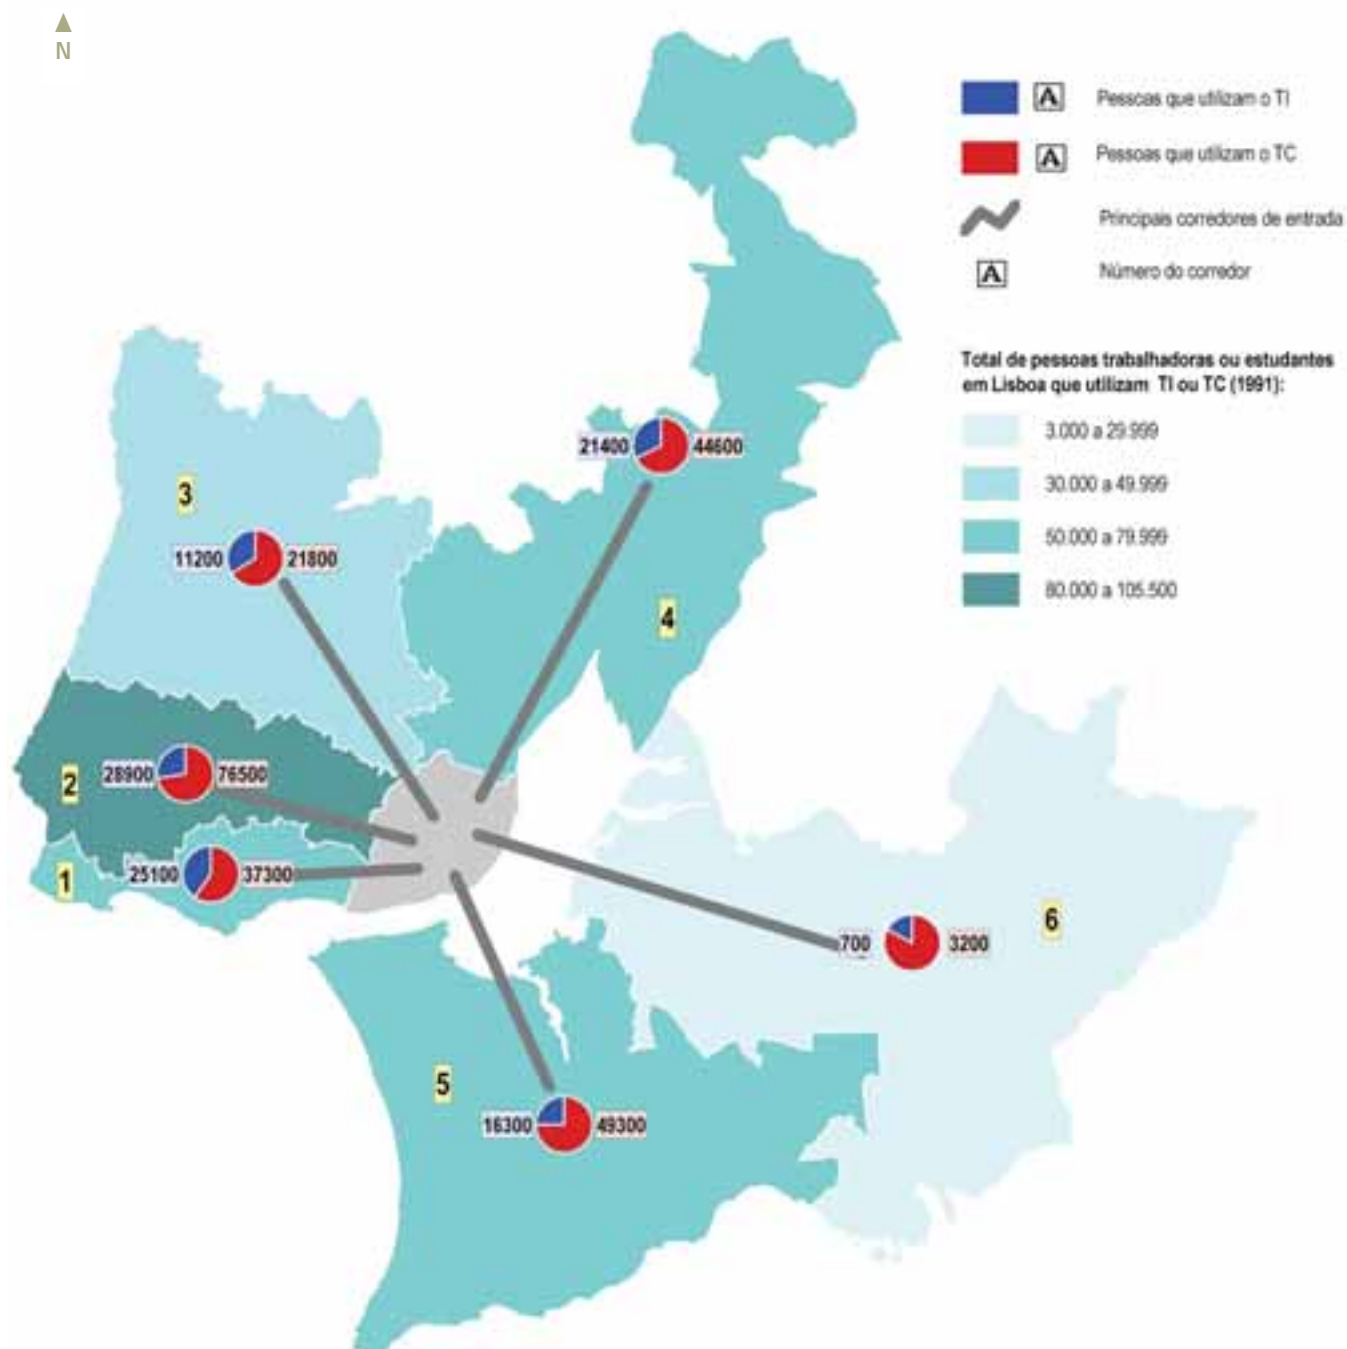 N
A Pessoas que utilizam o TI
A Pessoas que utilizam o TC
Principais corredores de entrada
A Número do corredor
Total de pessoas trabalhadoras ou estudantes
em Lisboa que utilizam TI ou TC (1991):
3.000 a 29.999
30.000 a 49.999
50.000 a 79.999
80.000 a 105.500
21400 44600
3
11200 21800
4
28900 76500
2
25100 37300
1
6
700 3200
5
16300 49300